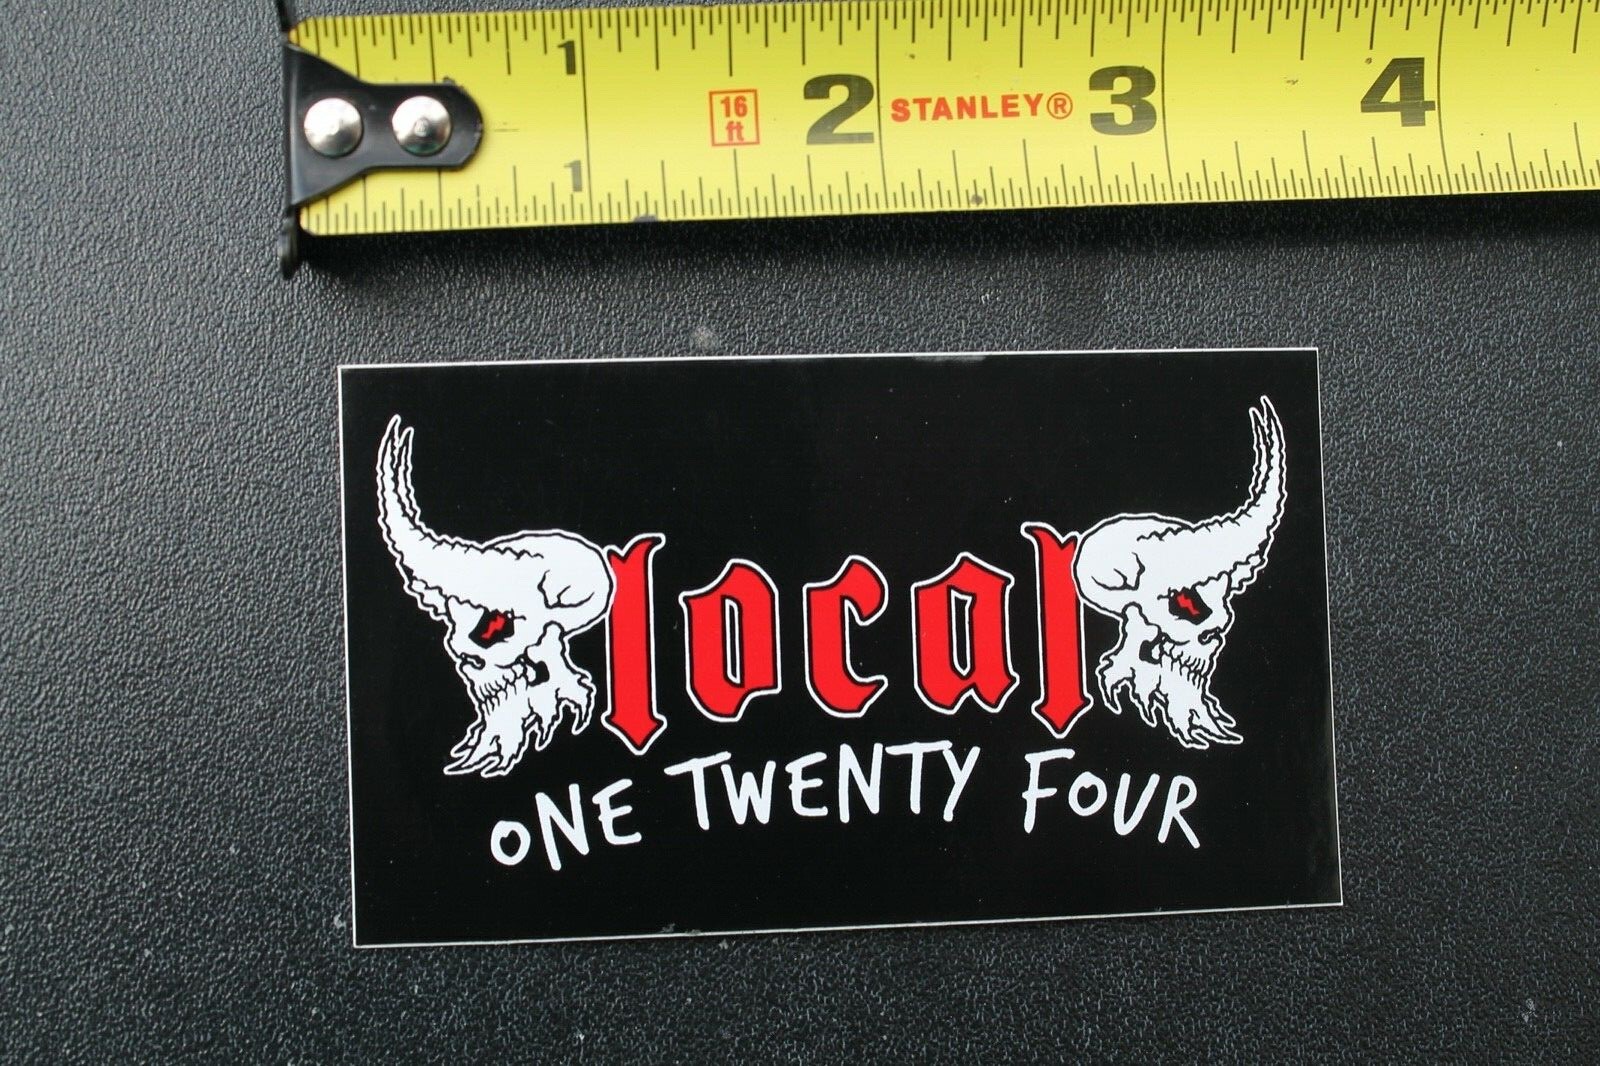 1 16 ft 2 STANLEY® 3 4
1
local
ONE TWENTY FOUR